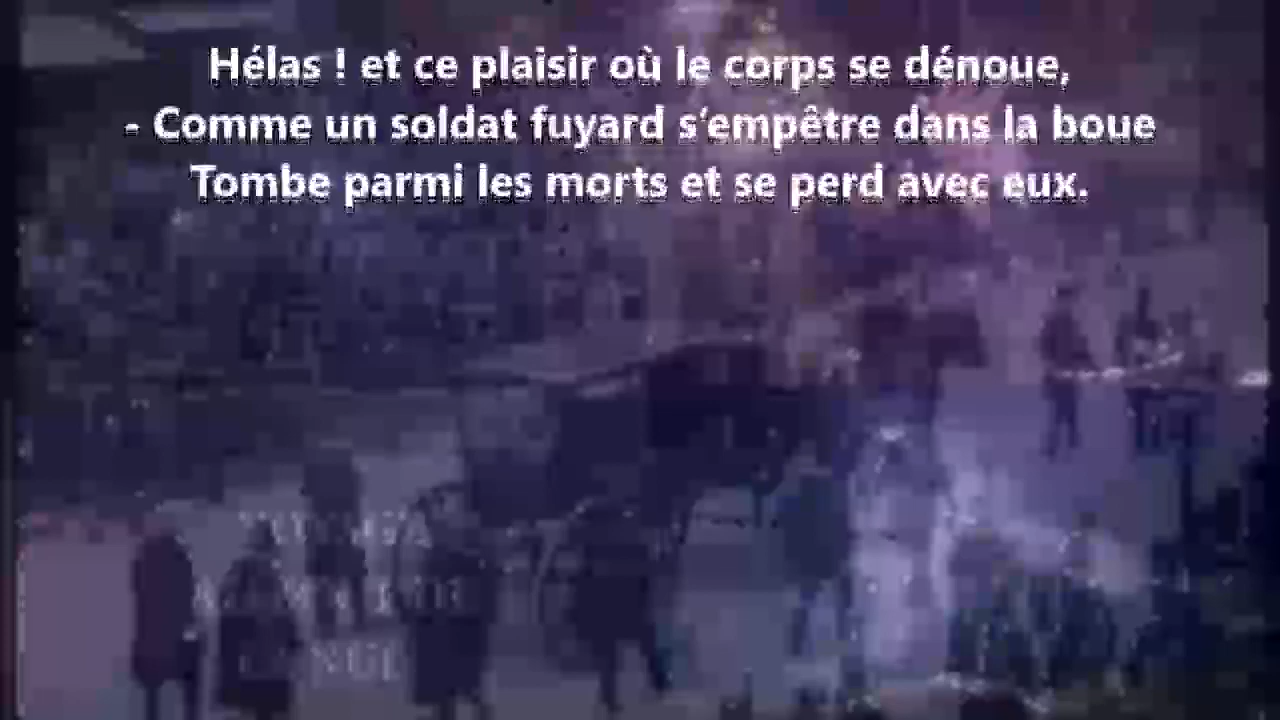 Hélas ! et ce plaisir où le corps se dénoue,
- Comme un soldat fuyard s'empêtre dans la boue
Tombe parmi les morts et se perd avec eux.